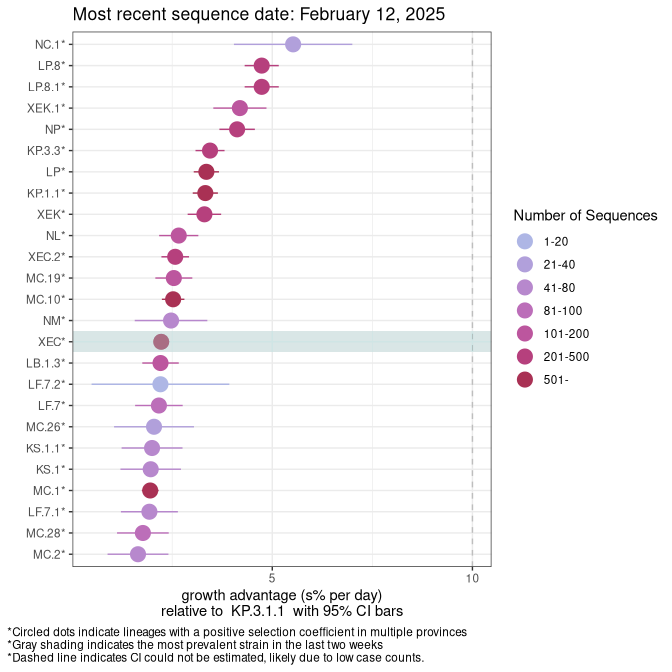 Most recent sequence date: February 12, 2025
NC.1*
LP.8*
LP.8.1*
XEK.1*
NP*
KP.3.3*
LP*
KP.1.1*
XEK*
NL*
XEC.2*
MC.19*
MC.10*
NM*
XEC*
LB.1.3*
LF.7.2*
LF.7*
MC.26*
KS.1.1*
KS.1*
MC.1*
LF.7.1*
MC.28*
MC.2*
5
10
growth advantage (s% per day)
relative to KP.3.1.1 with 95% CI bars
Number of Sequences
1-20
21-40
41-80
81-100
101-200
201-500
501-
*Circled dots indicate lineages with a positive selection coefficient in multiple provinces
*Gray shading indicates the most prevalent strain in the last two weeks
*Dashed line indicates CI could not be estimated, likely due to low case counts.